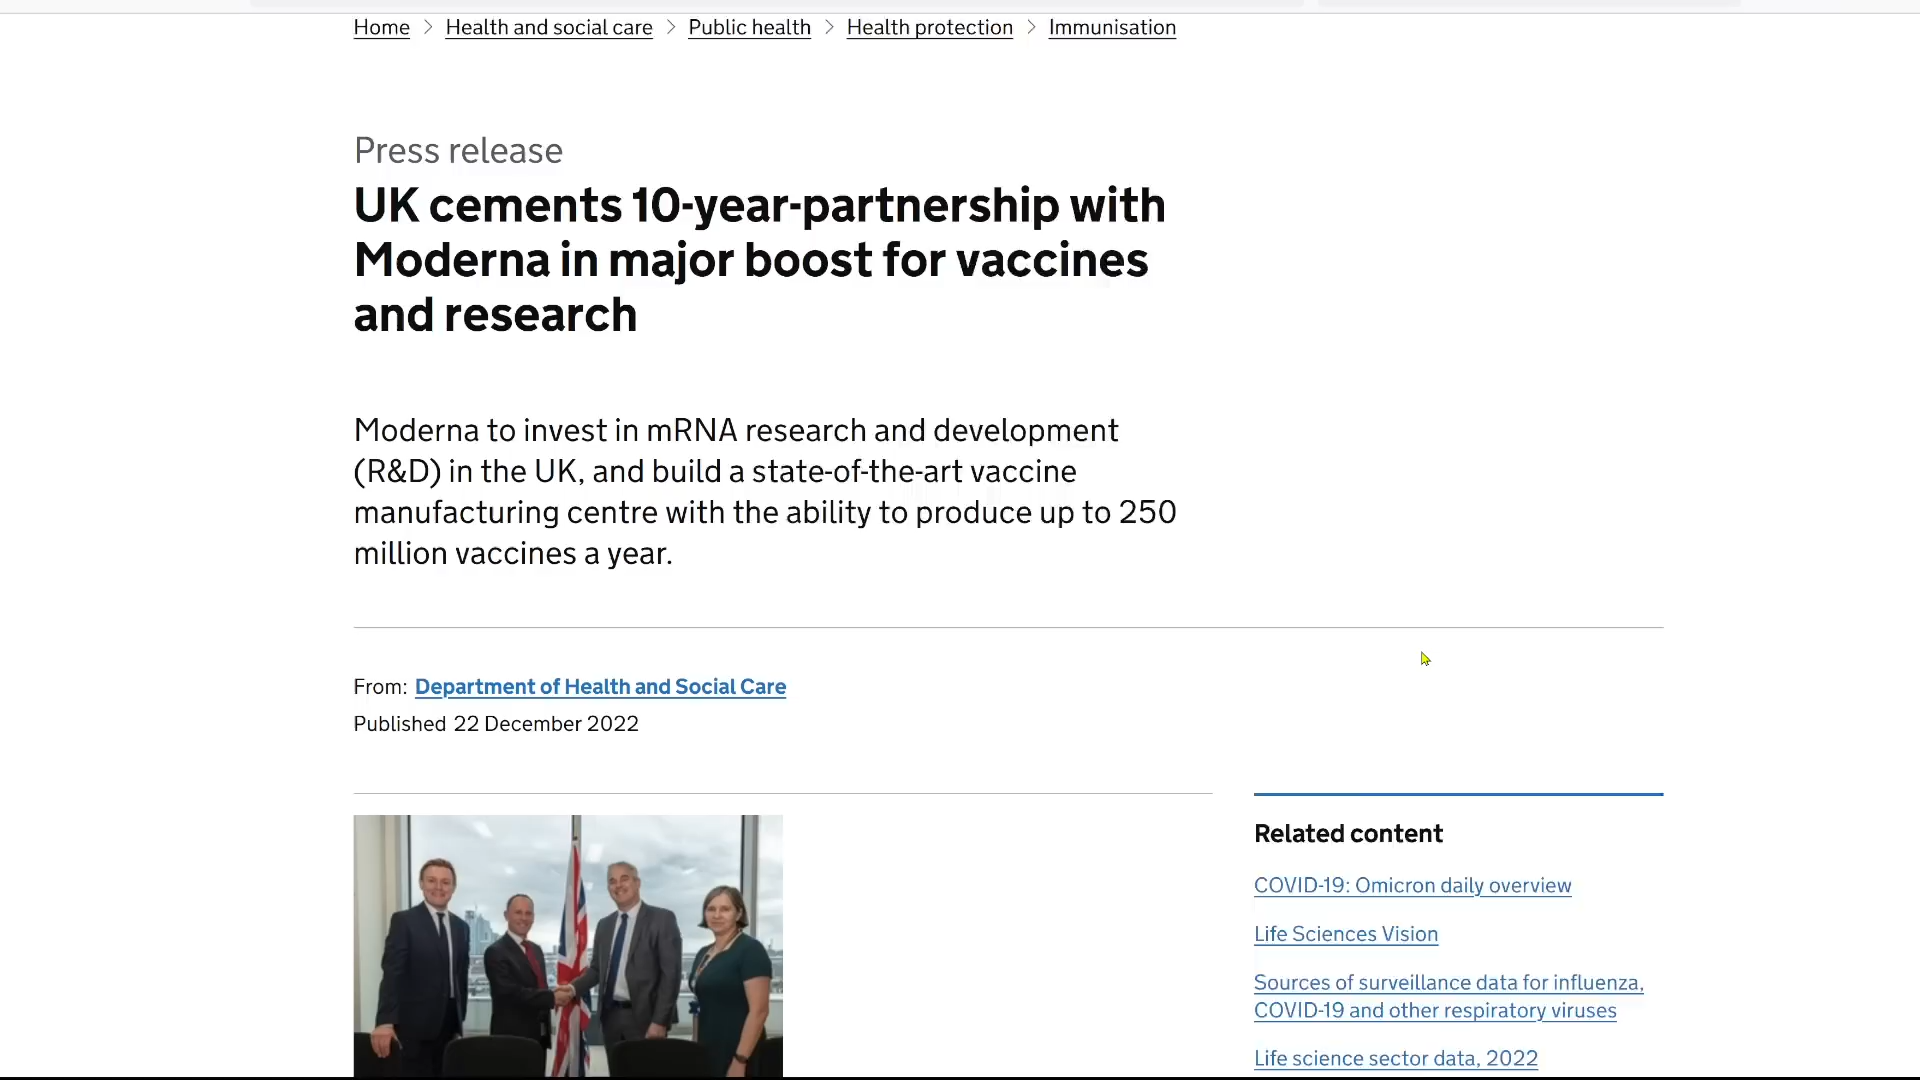 Home > Health and social care > Public health > Health protection > Immunisation
Press release
UK cements 10-year-partnership with
Moderna in major boost for vaccines
and research
Moderna to invest in mRNA research and development
(R&D) in the UK, and build a state-of-the-art vaccine
manufacturing centre with the ability to produce up to 250
million vaccines a year.
From: Department of Health and Social Care
Published 22 December 2022
Related content
COVID-19: Omicron daily overview
Life Sciences Vision
Sources of surveillance data for influenza,
COVID-19 and other respiratory viruses
Life science sector data, 2022